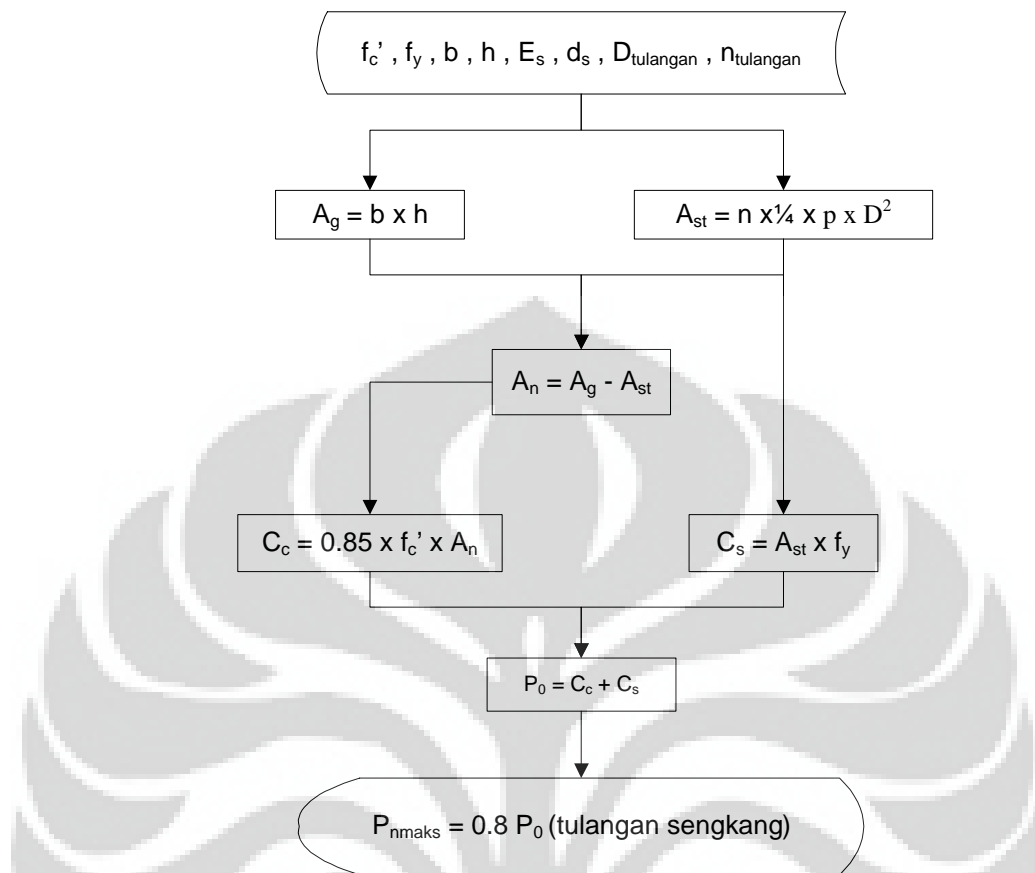 f_c' , f_y , b , h , E_s , d_s , D_tulangan , n_tulangan
A_g = b x h
A_st = n x ¼ x p x D²
A_n = A_g - A_st
C_c = 0.85 x f_c' x A_n
C_s = A_st x f_y
P_0 = C_c + C_s
P_nmaks = 0.8 P_0 (tulangan sengkang)